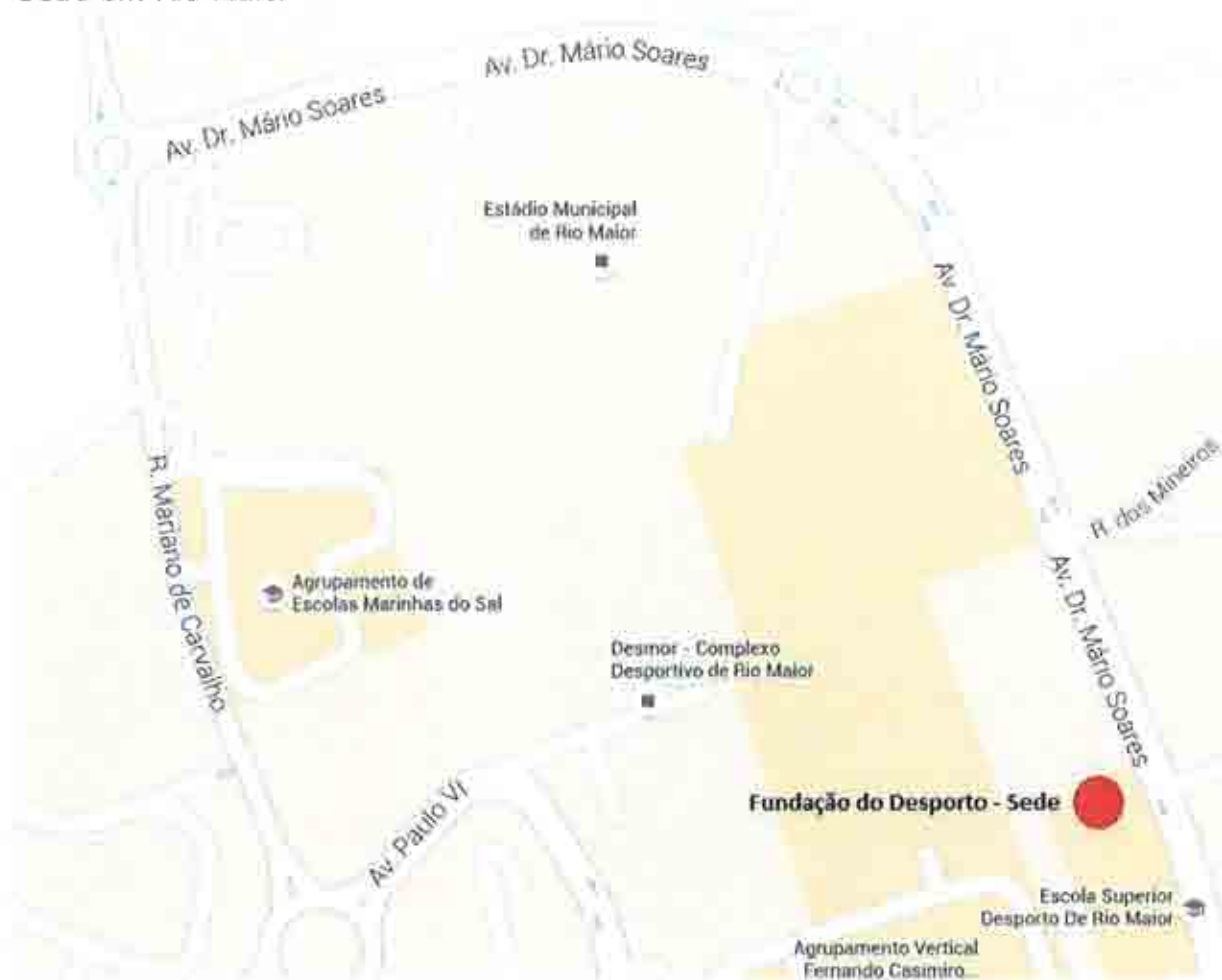 Av. Dr. Mário Soares
Av. Dr. Mário Soares
Estádio Municipal
de Rio Maior
Av. Dr. Mário Soares
R. Mariano de Carvalho
R. dos Mineiros
Agrupamento de
Escolas Marinhas do Sal
Av. Dr. Mário Soares
Desmor - Complexo
Desportivo de Rio Maior
Av. Paulo VI
Fundação do Desporto - Sede
Escola Superior
Desporto De Rio Maior
Agrupamento Vertical
Fernando Casimiro...